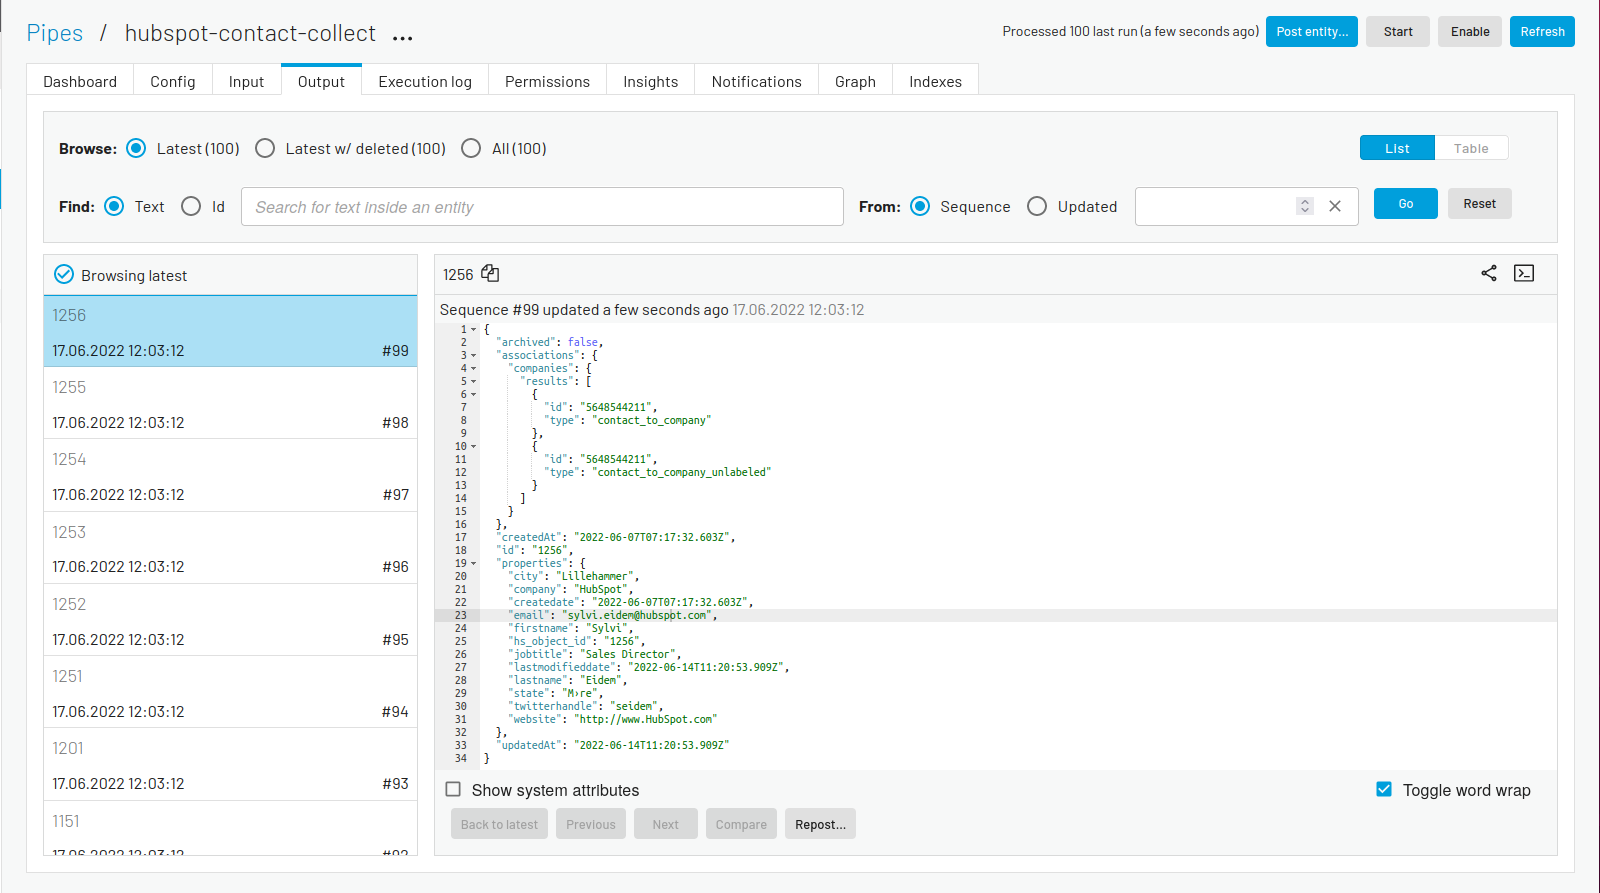 Pipes / hubspot-contact-collect ...
Processed 100 last run (a few seconds ago) Post entity... Start Enable Refresh
Dashboard Config Input Output Execution log Permissions Insights Notifications Graph Indexes
Browse: Latest (100) Latest w/ deleted (100) All (100) List Table
Find: Text Id Search for text inside an entity From: Sequence Updated Go Reset
Browsing latest
1256
17.06.2022 12:03:12 #99
1255
17.06.2022 12:03:12 #98
1254
17.06.2022 12:03:12 #97
1253
17.06.2022 12:03:12 #96
1252
17.06.2022 12:03:12 #95
1251
17.06.2022 12:03:12 #94
1201
17.06.2022 12:03:12 #93
1151
17.06.2022 12:03:12 #92
1256
Sequence #99 updated a few seconds ago 17.06.2022 12:03:12
1 {
2 "archived": false,
3 "associations": {
4 "companies": {
5 "results": [
6 {
7 "id": "5648544211",
8 "type": "contact_to_company"
9 },
10 {
11 "id": "5648544211",
12 "type": "contact_to_company_unlabeled"
13 }
14 ]
15 }
16 },
17 "createdAt": "2022-06-07T07:17:32.603Z",
18 "id": "1256",
19 "properties": {
20 "city": "Lillehammer",
21 "company": "HubSpot",
22 "createdate": "2022-06-07T07:17:32.603Z",
23 "email": "sylvi.eidem@hubspot.com",
24 "firstname": "Sylvi",
25 "hs_object_id": "1256",
26 "jobtitle": "Sales Director",
27 "lastmodifieddate": "2022-06-14T11:20:53.909Z",
28 "lastname": "Eidem",
29 "state": "M›re",
30 "twitterhandle": "seidem",
31 "website": "http://www.HubSpot.com"
32 },
33 "updatedAt": "2022-06-14T11:20:53.909Z"
34 }
Show system attributes Toggle word wrap
Back to latest Previous Next Compare Repost...